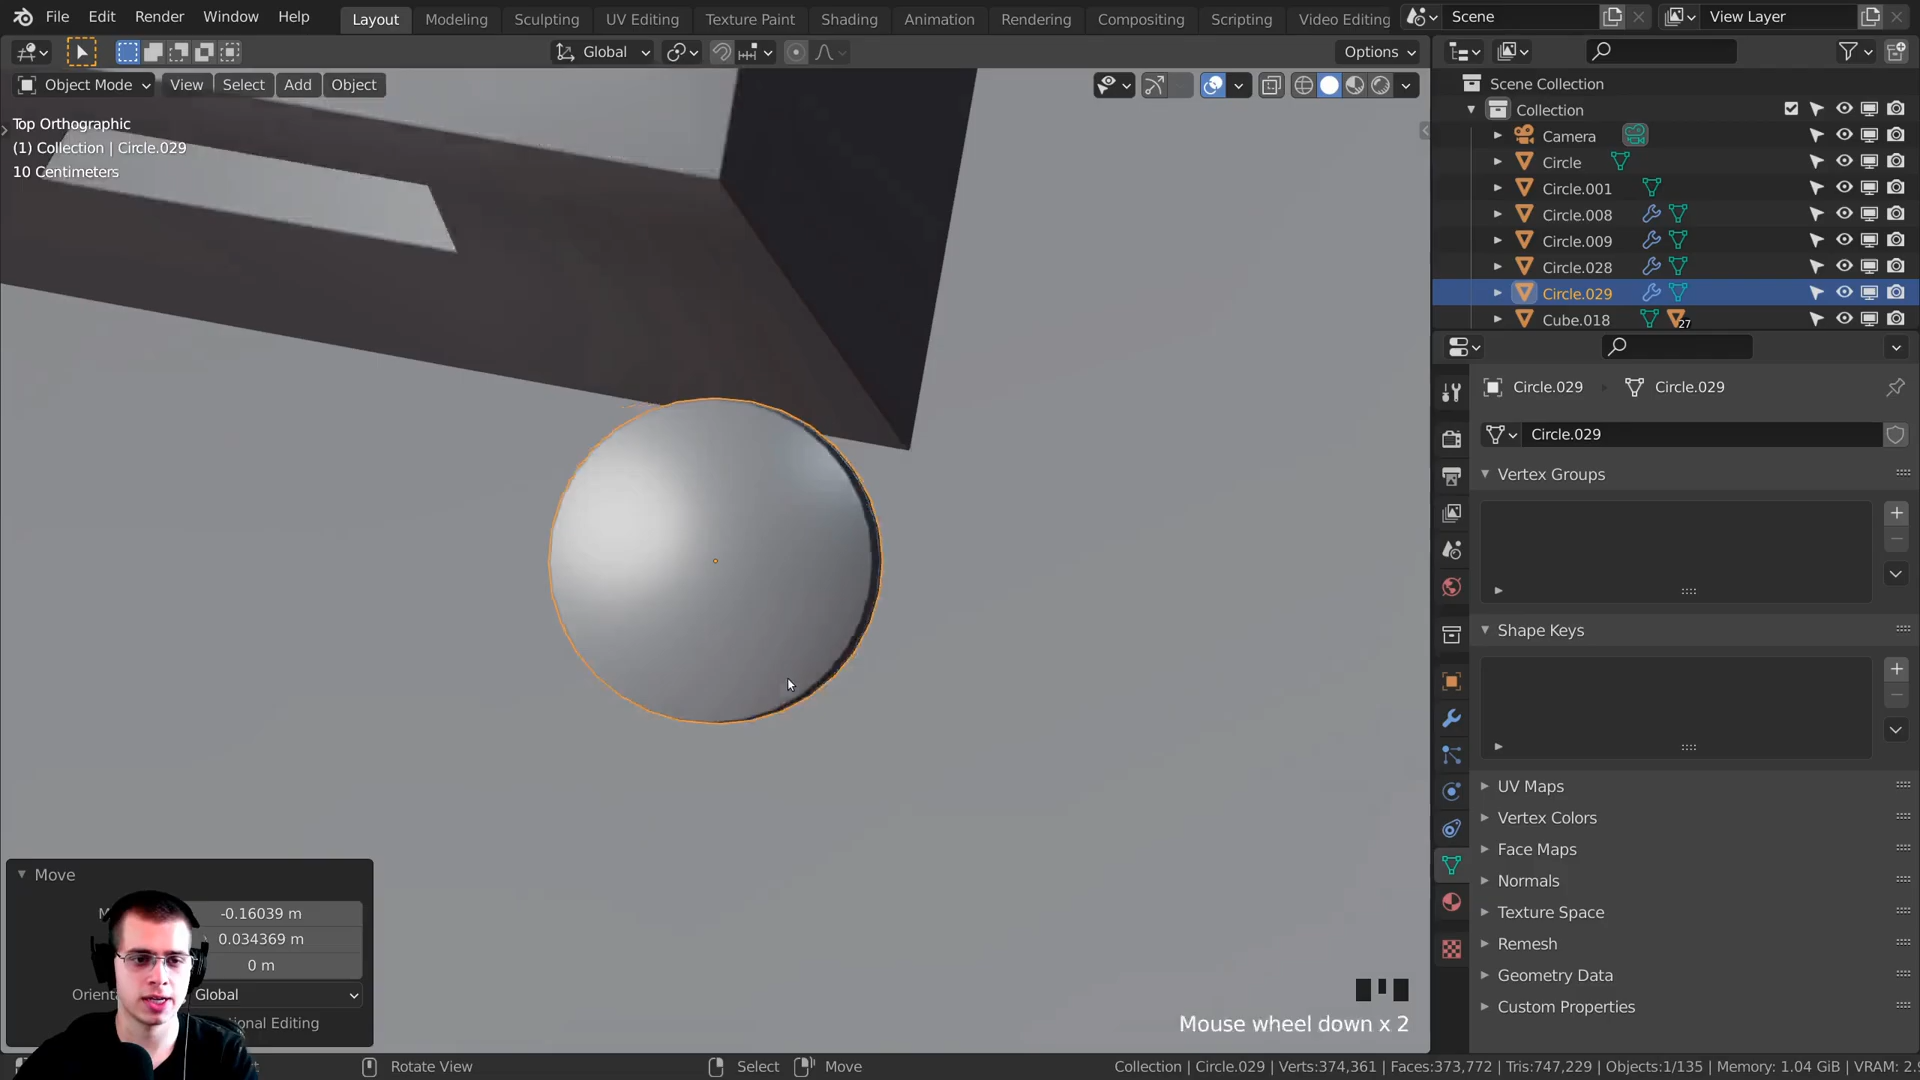 File Edit Render Window Help Layout Modeling Sculpting UV Editing Texture Paint Shading Animation Rendering Compositing Scripting Video Editing Scene View Layer
Global Options
Object Mode View Select Add Object
Top Orthographic
(1) Collection | Circle.029
10 Centimeters
Scene Collection
Collection
Camera
Circle
Circle.001
Circle.008
Circle.009
Circle.028
Circle.029
Cube.018 27
Circle.029 Circle.029
Circle.029
Vertex Groups
Shape Keys
UV Maps
Vertex Colors
Face Maps
Normals
Texture Space
Remesh
Geometry Data
Custom Properties
Move
-0.16039 m
0.034369 m
0 m
Global
Mouse wheel down x 2
Rotate View Select Move Collection | Circle.029 | Verts:374,361 | Faces:373,772 | Tris:747,229 | Objects:1/135 | Memory: 1.04 GiB | VRAM: